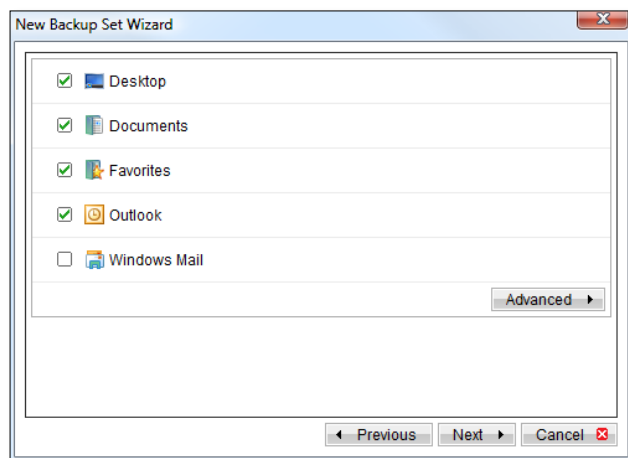 New Backup Set Wizard
Desktop
Documents
Favorites
Outlook
Windows Mail
Advanced
Previous Next Cancel